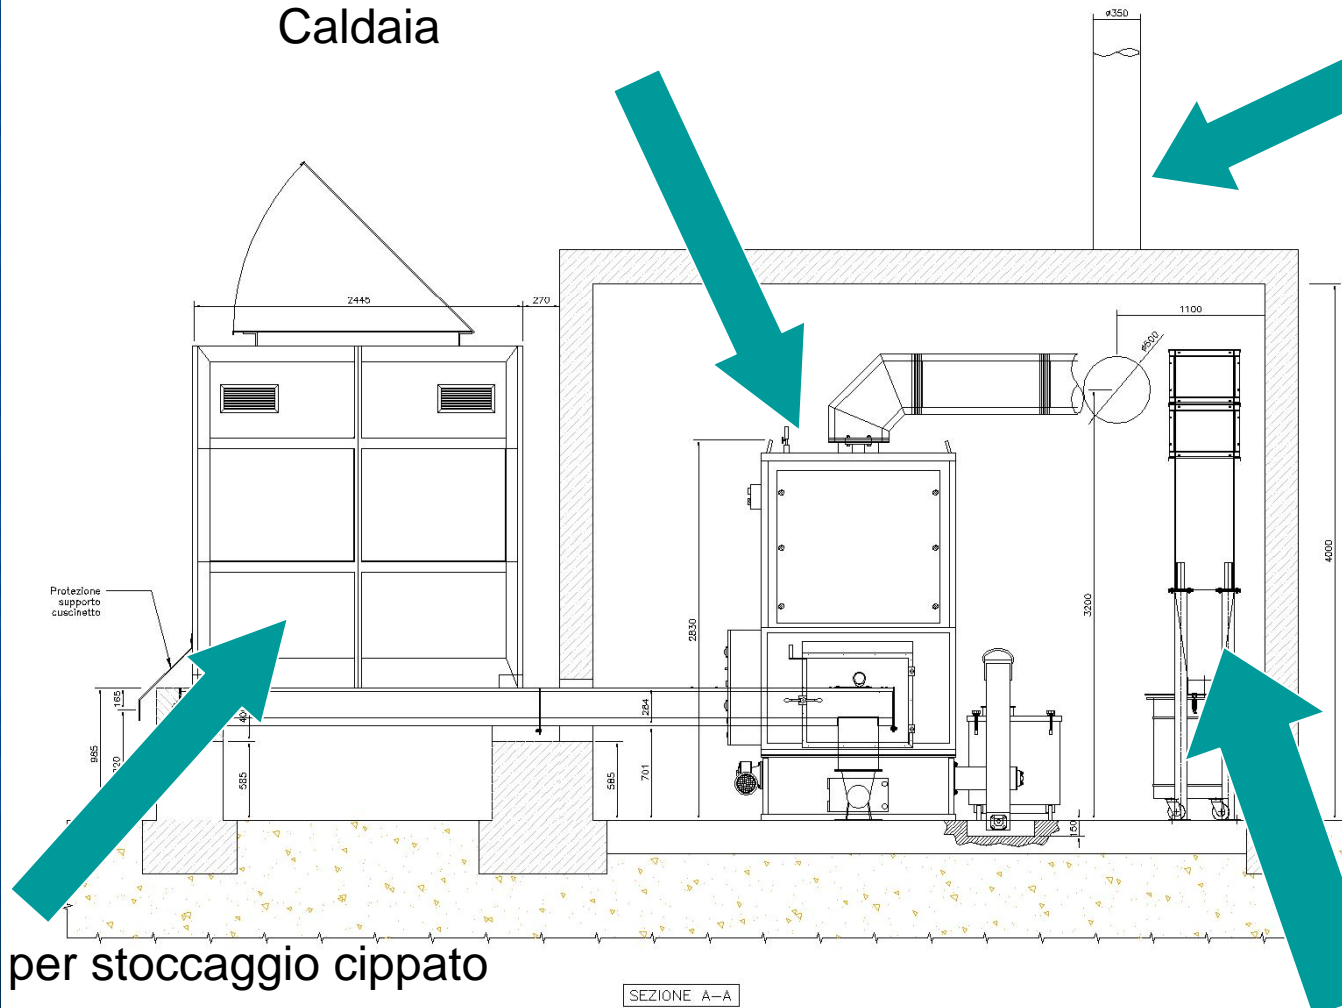 Caldaia
ø350
2445
270
1100
ø500
4000
Protezione
supporto
cuscinetto
3200
2830
165
284
985
585
585
701
150
per stoccaggio cippato
SEZIONE A-A